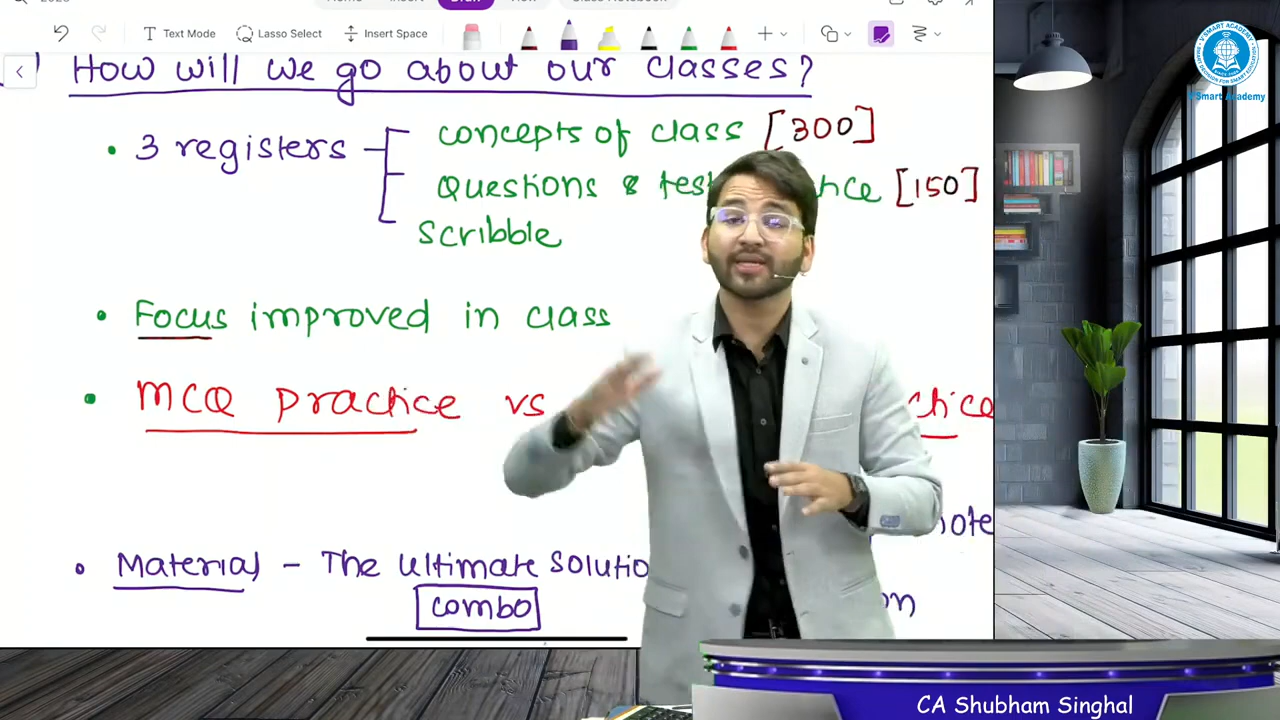 Text Mode Lasso Select Insert Space
V SMART ACADEMY
V Smart Academy
How will we go about our classes?
• 3 registers
concepts of class [300]
Questions & test [150]
scribble
• Focus improved in class
• MCQ practice vs
• Material - The Ultimate
combo
CA Shubham Singhal